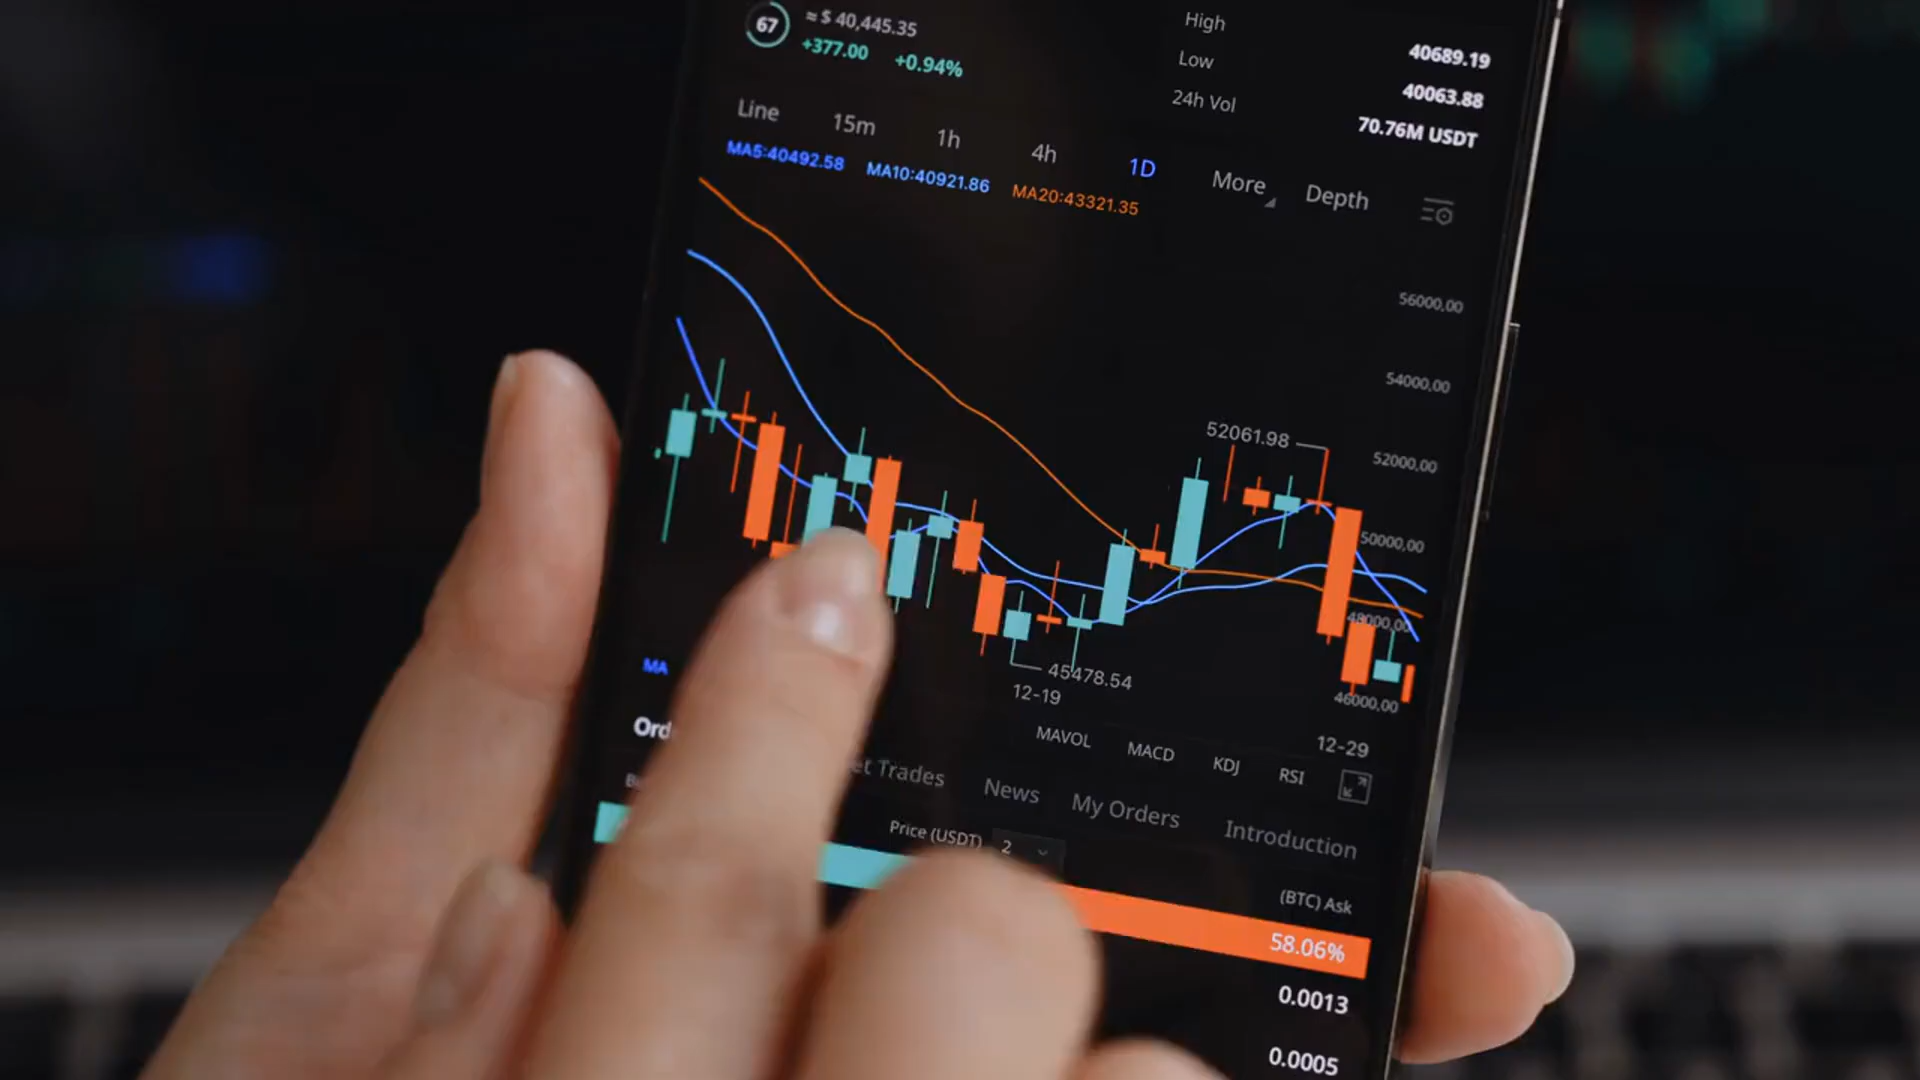 67
≈ $ 40,445.35
+377.00 +0.94%
High 40689.19
Low 40063.88
24h Vol 70.76M USDT
Line 15m 1h 4h 1D More Depth
MA5:40492.58 MA10:40921.86 MA20:43321.35
56000,00
54000,00
52061.98
52000,00
50000,00
48000,00
45478.54
46000,00
12-19
12-29
MA
MAVOL MACD KDJ RSI
Ord
et Trades News My Orders Introduction
B
Price (USDT) 2
(BTC) Ask
58.06%
0.0013
0.0005